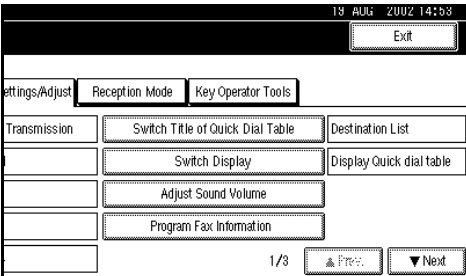 19 AUG 2002 14:53
Exit
ettings/Adjust Reception Mode Key Operator Tools
Transmission Switch Title of Quick Dial Table Destination List
Switch Display Display Quick dial table
Adjust Sound Volume
Program Fax Information
1/3 ▲ Prev. ▼ Next